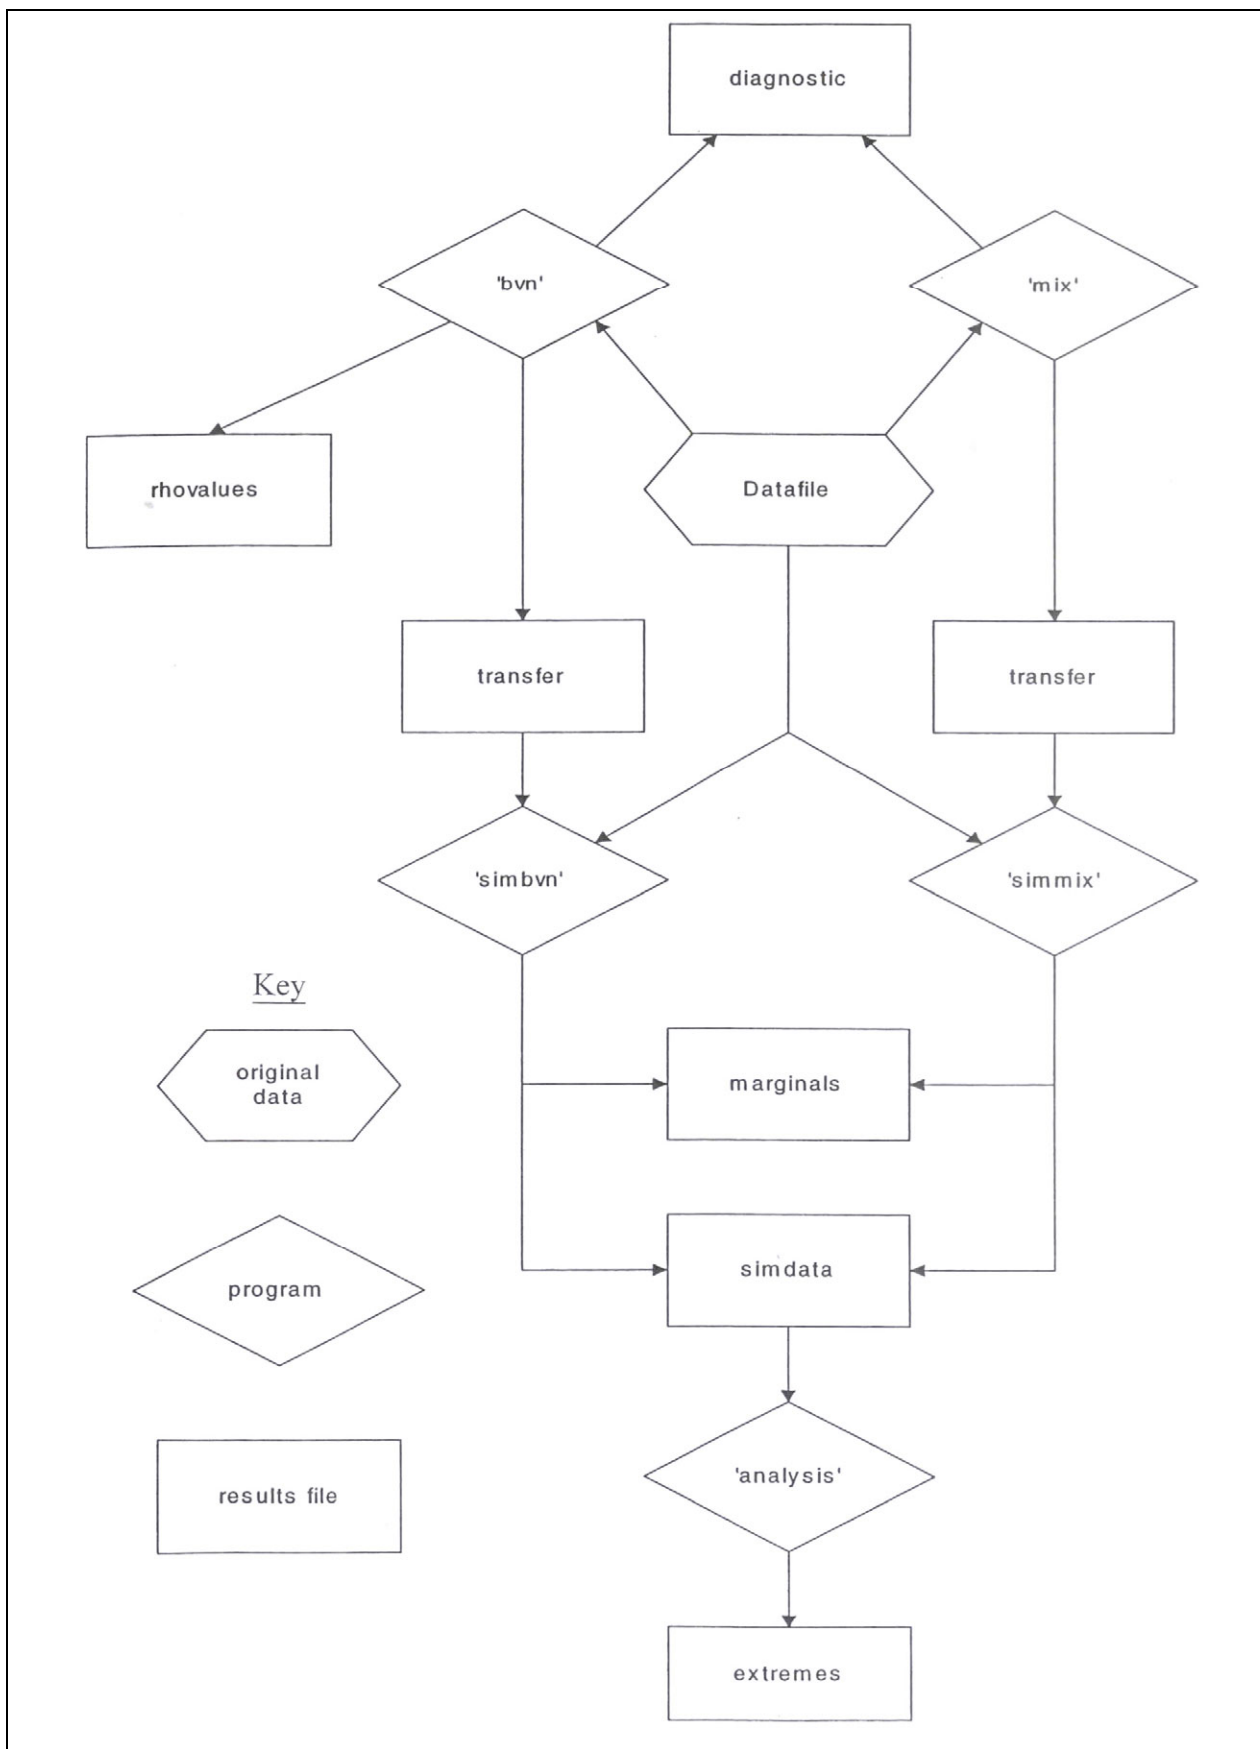 diagnostic
'bvn'
'mix'
rhovalues
Datafile
transfer
transfer
'simbvn'
'simmix'
Key
original
data
marginals
program
simdata
results file
'analysis'
extremes